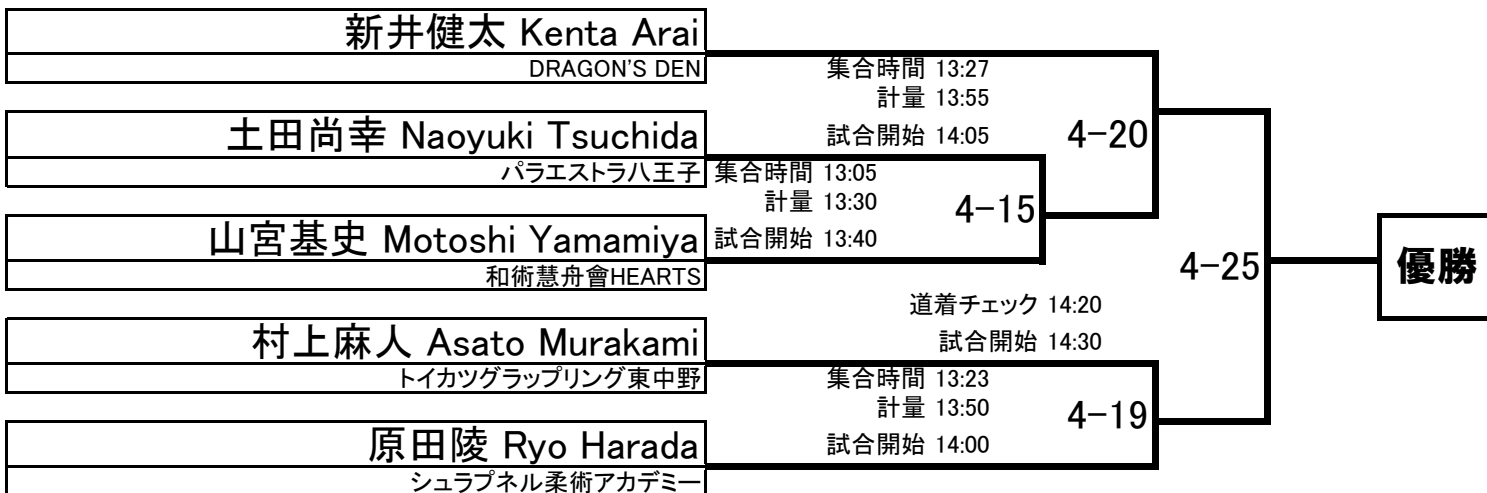 新井健太 Kenta Arai
DRAGON'S DEN
集合時間 13:27
計量 13:55
試合開始 14:05
4-20
土田尚幸 Naoyuki Tsuchida
パラエストラ八王子
集合時間 13:05
計量 13:30
試合開始 13:40
4-15
山宮基史 Motoshi Yamamiya
和術慧舟會HEARTS
4-25
優勝
道着チェック 14:20
試合開始 14:30
村上麻人 Asato Murakami
トイカツグラップリング東中野
集合時間 13:23
計量 13:50
試合開始 14:00
4-19
原田陵 Ryo Harada
シュラプネル柔術アカデミー